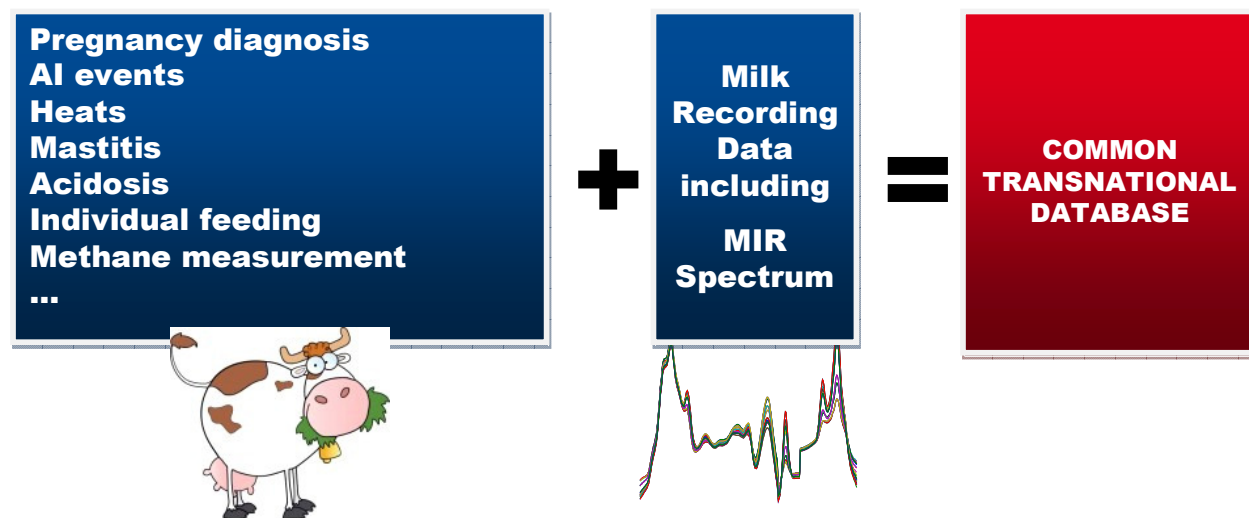 Pregnancy diagnosis
AI events
Heats
Mastitis
Acidosis
Individual feeding
Methane measurement
...
+
Milk
Recording
Data
including
MIR
Spectrum
=
COMMON
TRANSNATIONAL
DATABASE